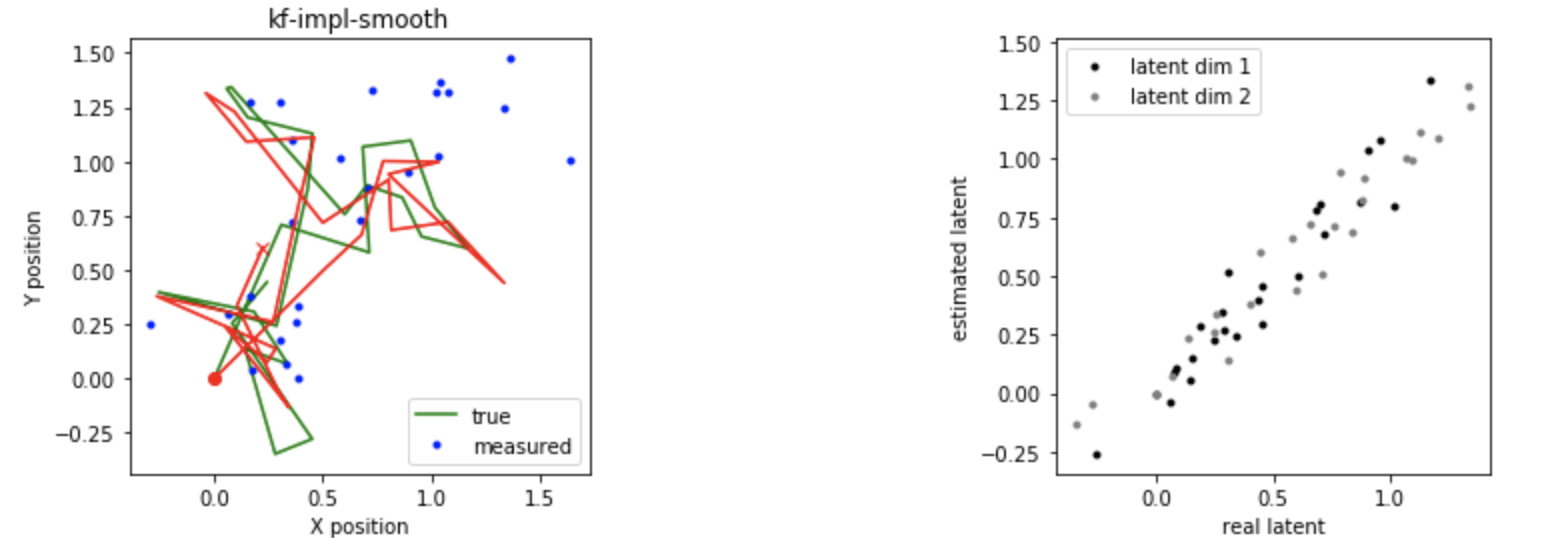 kf-impl-smooth
1.50
1.25
1.00
0.75
0.50
0.25
0.00
−0.25
Y position
true
measured
0.0 0.5 1.0 1.5
X position
1.50
1.25
1.00
0.75
0.50
0.25
0.00
−0.25
estimated latent
latent dim 1
latent dim 2
0.0 0.5 1.0
real latent